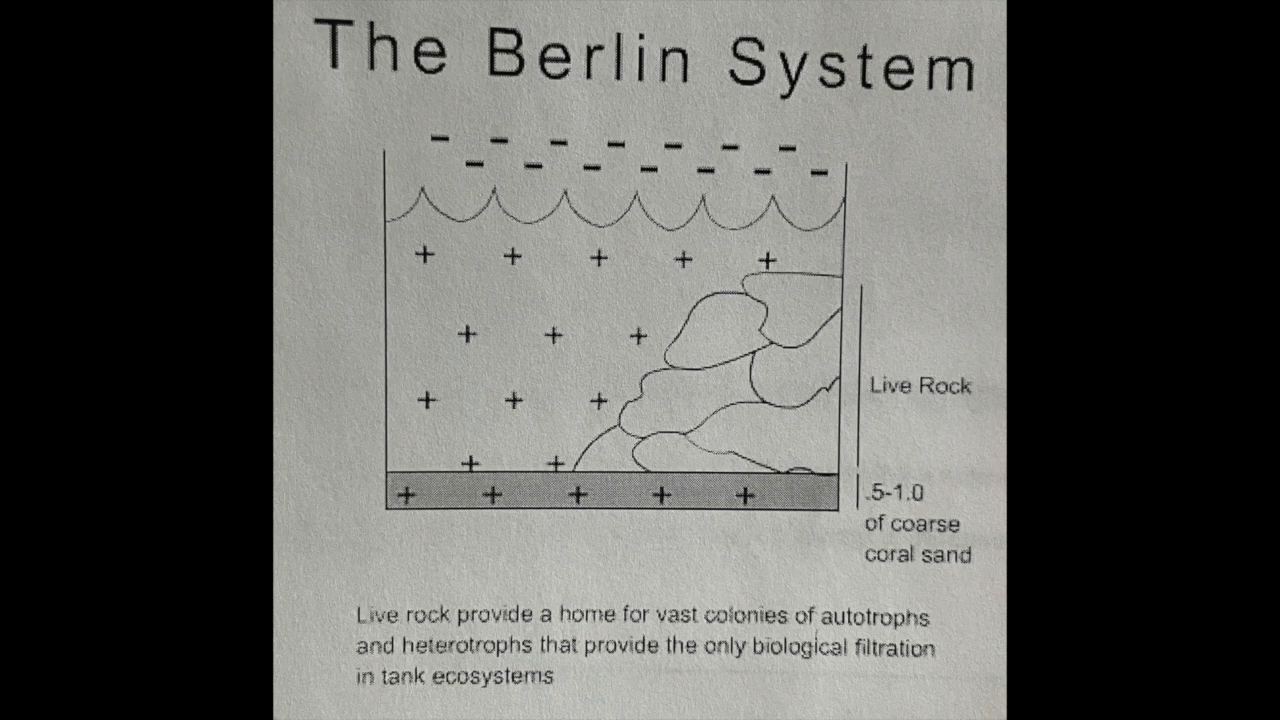 The Berlin System
Live Rock
.5-1.0
of coarse
coral sand
Live rock provide a home for vast colonies of autotrophs
and heterotrophs that provide the only biological filtration
in tank ecosystems